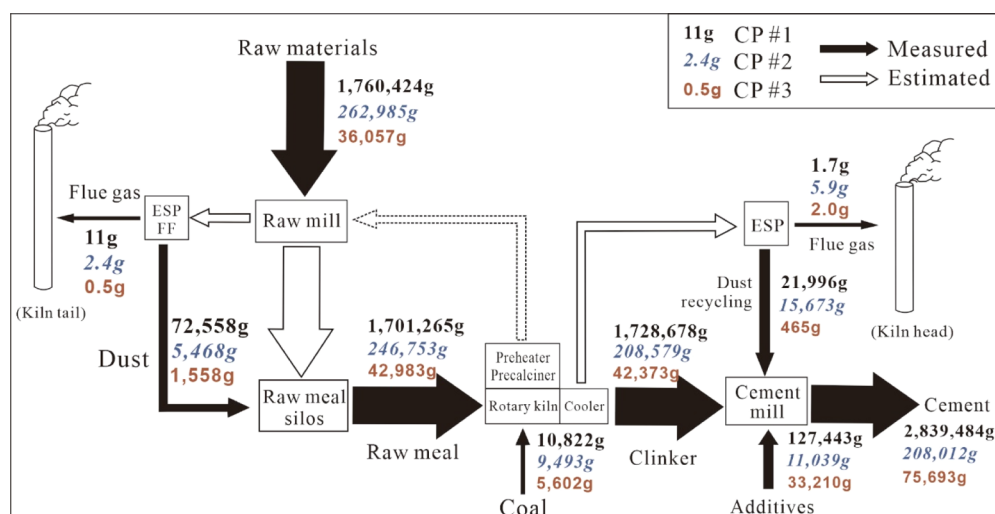 Raw materials
1,760,424g
262,985g
36,057g
11g CP #1
2.4g CP #2
0.5g CP #3
Measured
Estimated
Flue gas
11g
2.4g
0.5g
(Kiln tail)
ESP
FF
Raw mill
ESP
1.7g
5.9g
2.0g
Flue gas
(Kiln head)
Dust
recycling
21,996g
15,673g
465g
Dust
72,558g
5,468g
1,558g
Raw meal
silos
1,701,265g
246,753g
42,983g
Raw meal
Preheater
Precalciner
Rotary kiln
Cooler
10,822g
9,493g
5,602g
Coal
1,728,678g
208,579g
42,373g
Clinker
Cement
mill
127,443g
11,039g
33,210g
Additives
Cement
2,839,484g
208,012g
75,693g